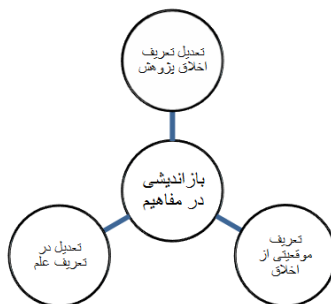 تعدیل تعریف
اخلاق پژوهش
بازاندیشی
در مفاهیم
تعریف
موقعیتی از
اخلاق
تعدیل در
تعریف علم